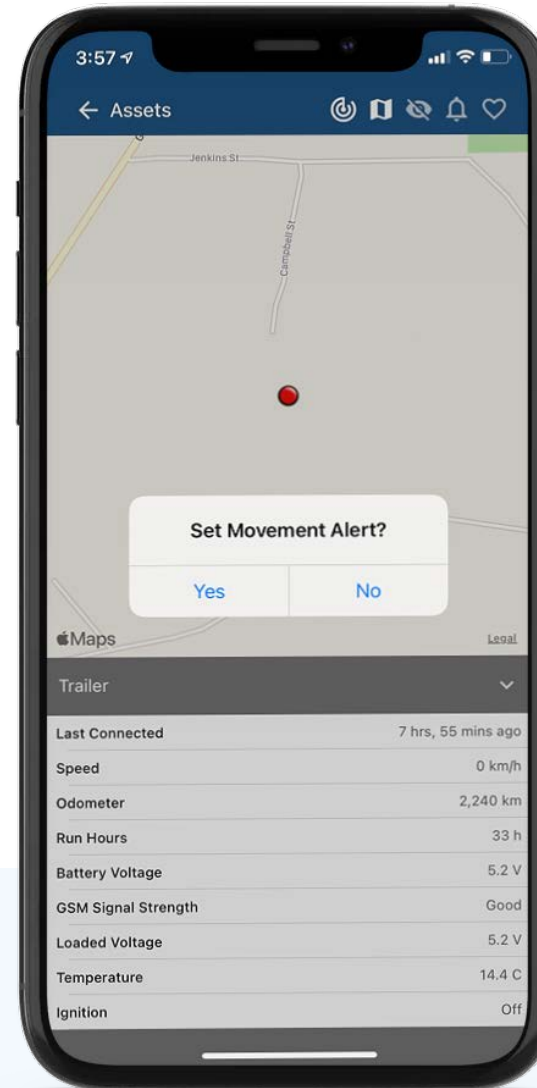 3:57
Assets
Jenkins St
Campbell St
Set Movement Alert?
Yes No
Maps
Legal
Trailer
Last Connected 7 hrs, 55 mins ago
Speed 0 km/h
Odometer 2,240 km
Run Hours 33 h
Battery Voltage 5.2 V
GSM Signal Strength Good
Loaded Voltage 5.2 V
Temperature 14.4 C
Ignition Off